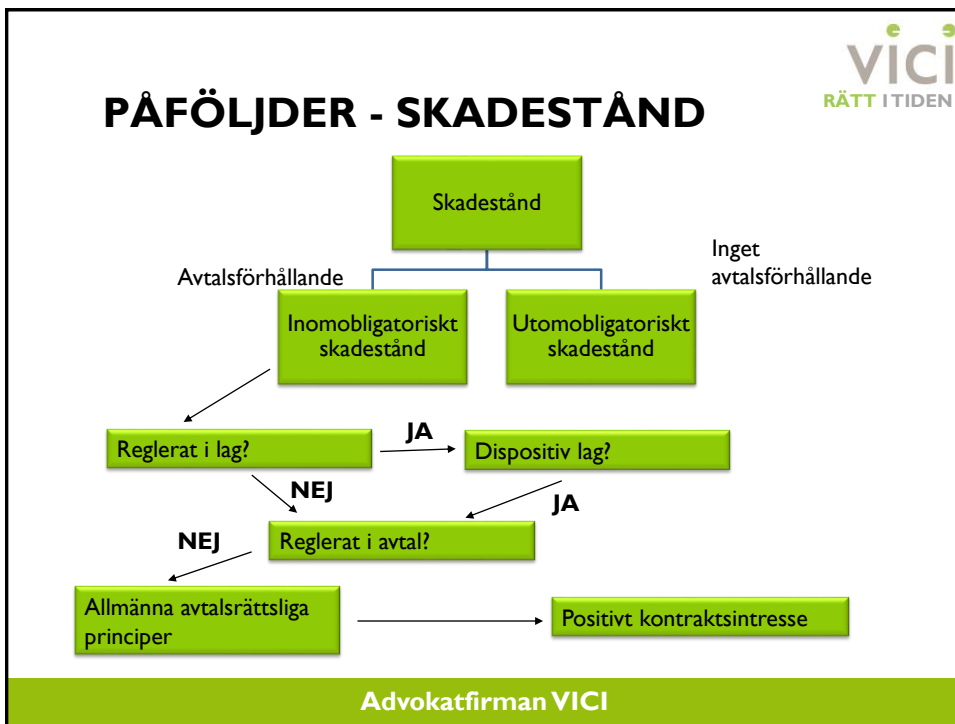 VICI
RÄTT I TIDEN
PÅFÖLJDER - SKADESTÅND
Skadestånd
Avtalsförhållande
Inget
avtalsförhållande
Inomobligatoriskt
skadestånd
Utomobligatoriskt
skadestånd
Reglerat i lag?
JA
Dispositiv lag?
NEJ
JA
NEJ
Reglerat i avtal?
Allmänna avtalsrättsliga
principer
Positivt kontraktsintresse
Advokatfirman VICI